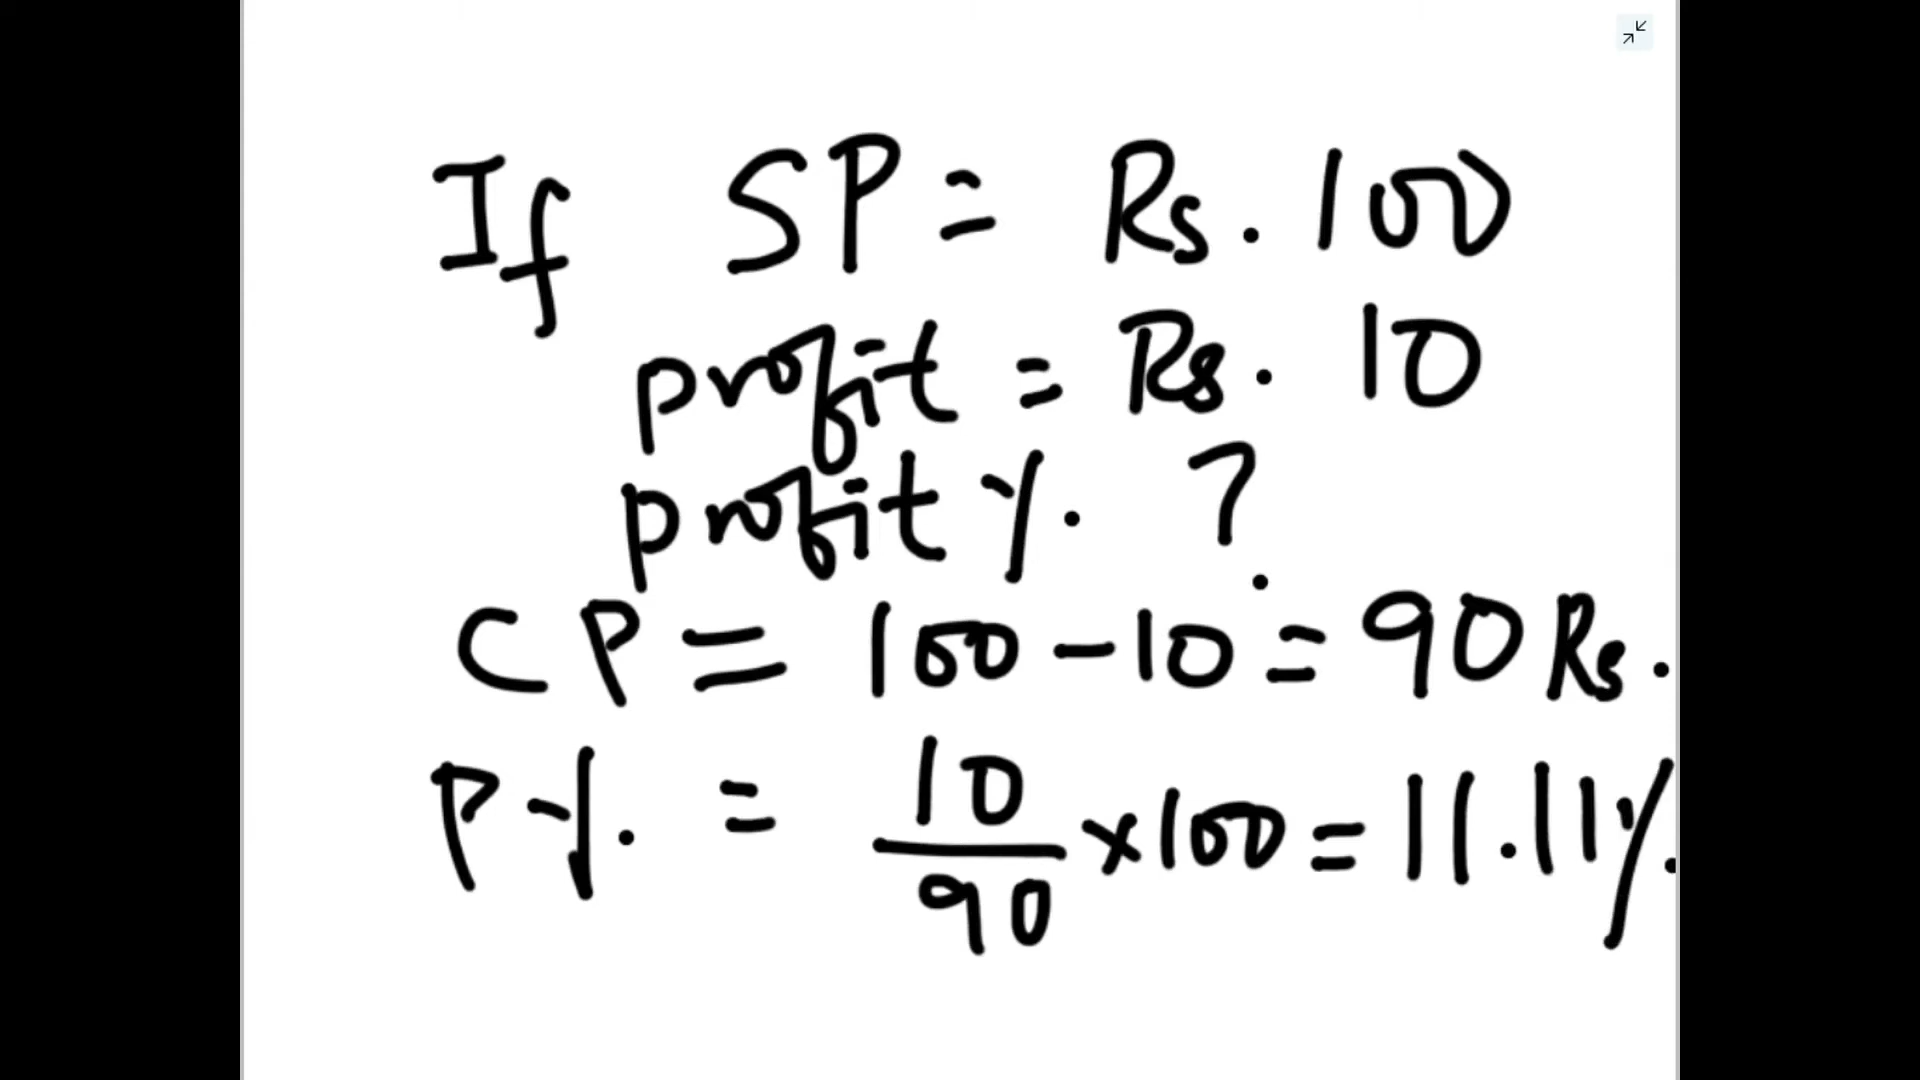 If SP = Rs. 100
profit = Rs. 10
profit %. ?
CP = 100 - 10 = 90 Rs.
P%. = 10/90 x 100 = 11.11%.